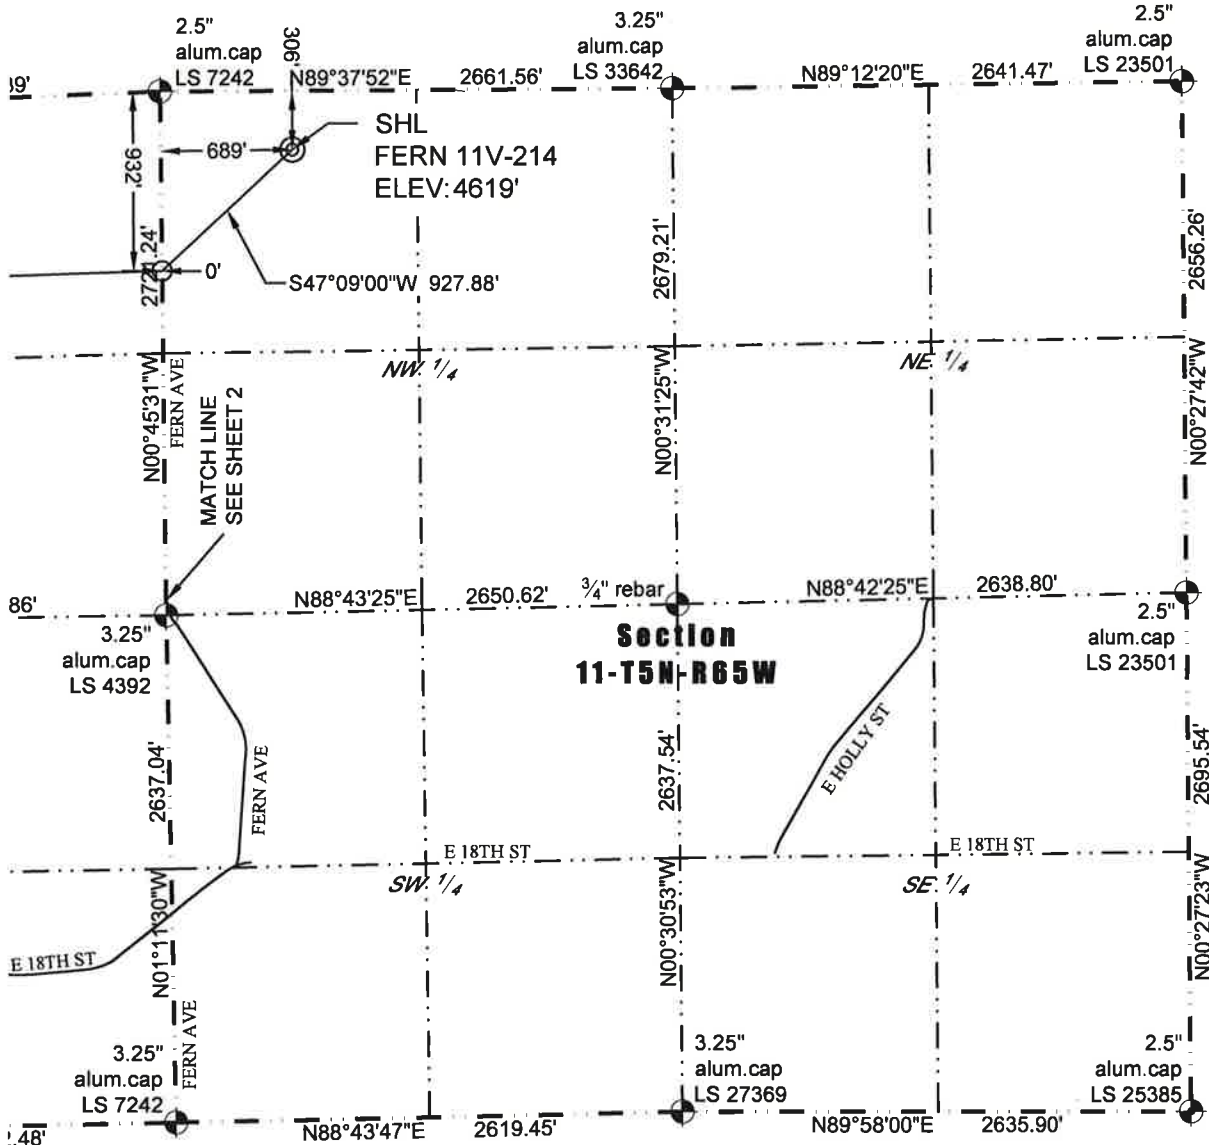 2.5"
alum.cap
LS 7242
306'
3.25"
alum.cap
LS 33642
2.5"
alum.cap
LS 23501
39'
N89°37'52"E
2661.56'
N89°12'20"E
2641.47'
SHL
FERN 11V-214
ELEV:4619'
689'
932'
0'
S47°09'00"W 927.88'
2721.24'
2679.21'
2656.26'
NW 1/4
NE 1/4
N00°45'31"W
FERN AVE
MATCH LINE
SEE SHEET 2
N00°31'25"W
N00°27'42"W
86'
N88°43'25"E
2650.62'
3/4" rebar
N88°42'25"E
2638.80'
3.25"
alum.cap
LS 4392
Section
11-T5N-R65W
2.5"
alum.cap
LS 23501
2637.04'
FERN AVE
2637.54'
E HOLLY ST
2695.54'
E 18TH ST
E 18TH ST
SW 1/4
SE 1/4
N01°11'30"W
N00°30'53"W
N00°27'23"W
E 18TH ST
FERN AVE
3.25"
alum.cap
LS 7242
3.25"
alum.cap
LS 27369
2.5"
alum.cap
LS 25385
.48'
N88°43'47"E
2619.45'
N89°58'00"E
2635.90'